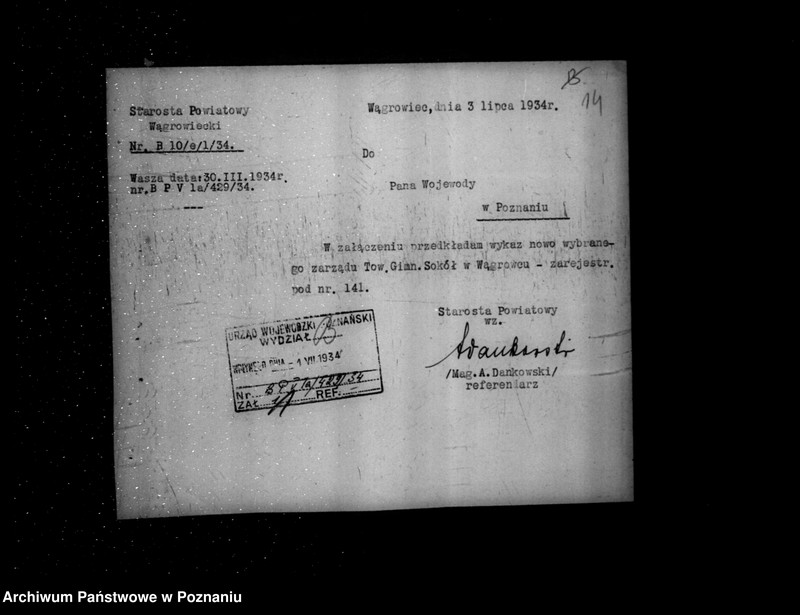 14
Starosta Powiatowy
Wągrowiecki
Nr. B 10/e/1/34.
Wasza data: 30.III.1934r.
nr. B P V 1a/429/34.
Wągrowiec, dnia 3 lipca 1934r.
Do
Pana Wojewody
w Poznaniu
W załączeniu przedkładam wykaz nowo wybrane-
go zarządu Tow. Gimn. Sokół w Wągrowcu - zarejestr.
pod nr. 141.
Starosta Powiatowy
wz.
/Mag. A. Dankowski/
referendarz
URZĄD WOJEWÓDZKI POZNAŃSKI
WYDZIAŁ
DNIA - 4 VII 1934
Nr. B P V 1a/429/34
ZAŁ. 1 REF.
Archiwum Państwowe w Poznaniu